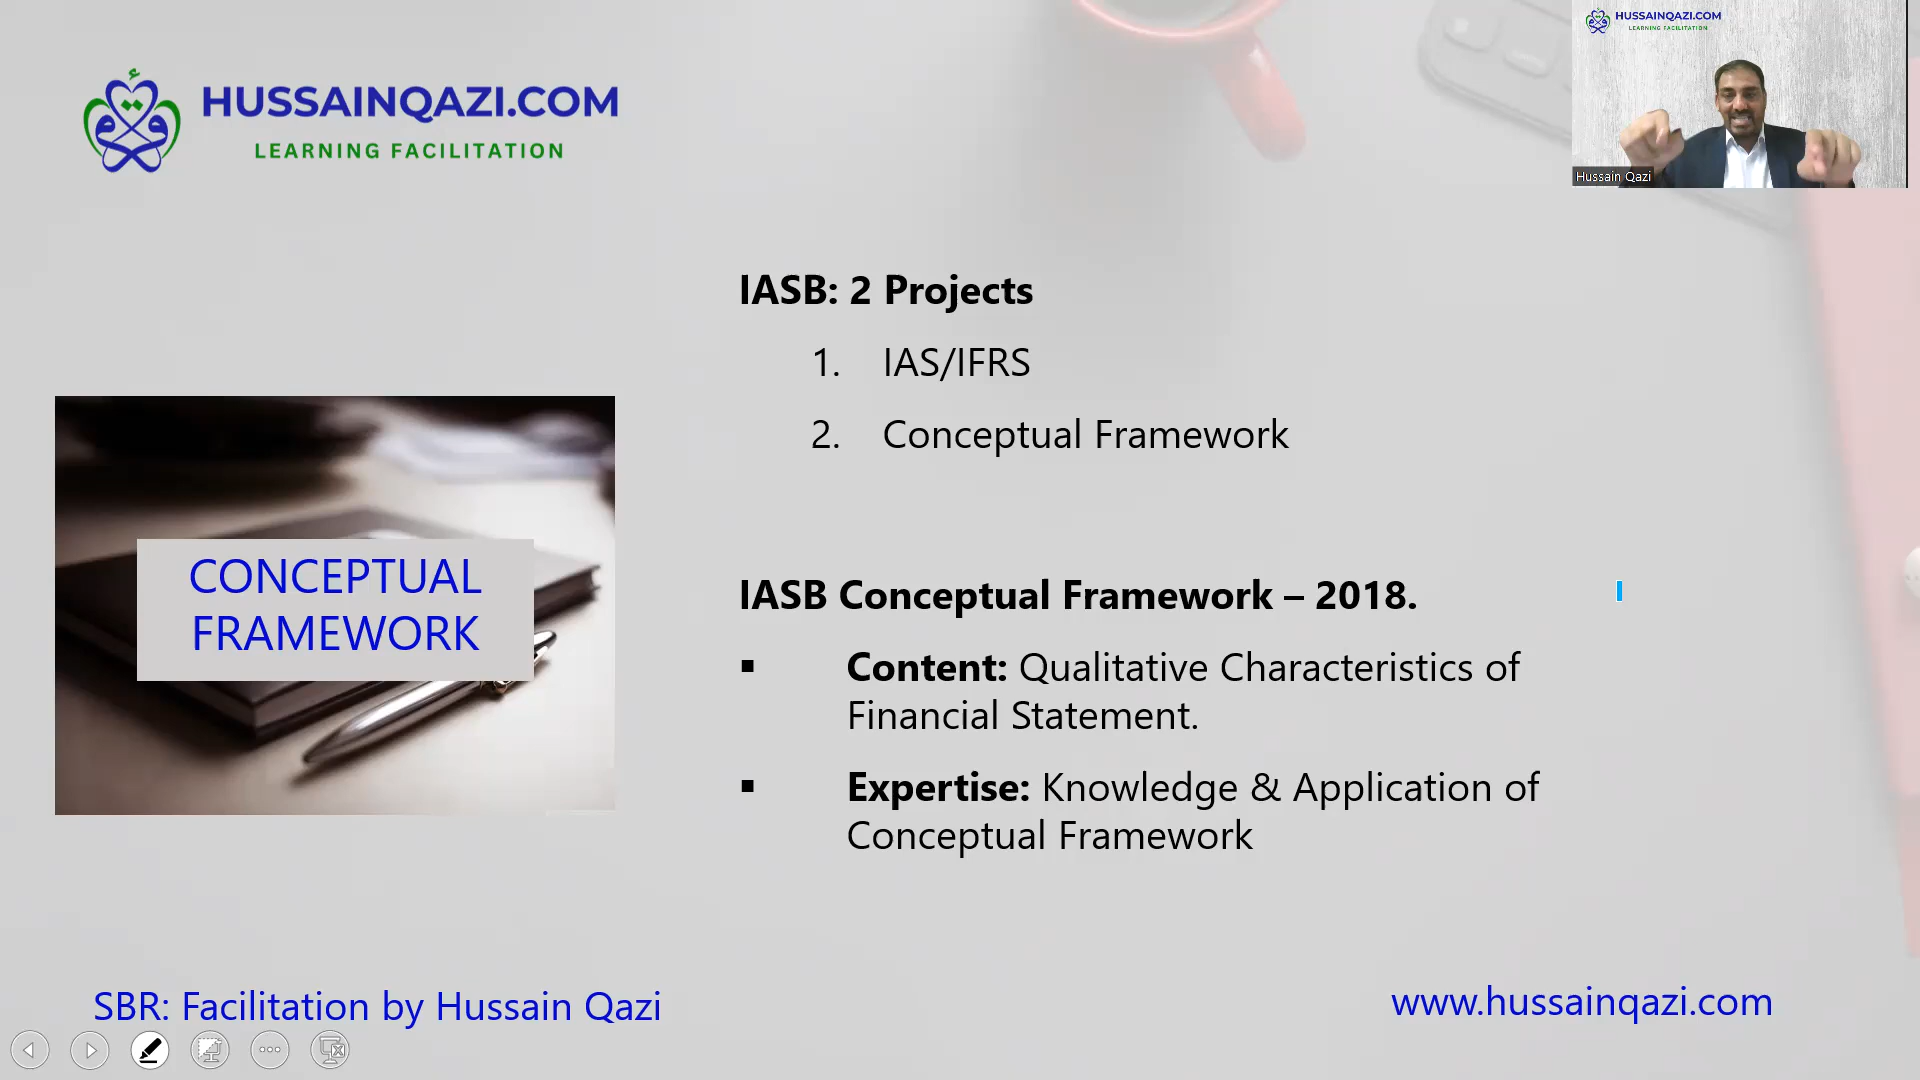 HUSSAINQAZI.COM
LEARNING FACILITATION
HUSSAINQAZI.COM
LEARNING FACILITATION
Hussain Qazi
IASB: 2 Projects
1. IAS/IFRS
2. Conceptual Framework
CONCEPTUAL
FRAMEWORK
IASB Conceptual Framework – 2018.
▪ Content: Qualitative Characteristics of
Financial Statement.
▪ Expertise: Knowledge & Application of
Conceptual Framework
SBR: Facilitation by Hussain Qazi
www.hussainqazi.com